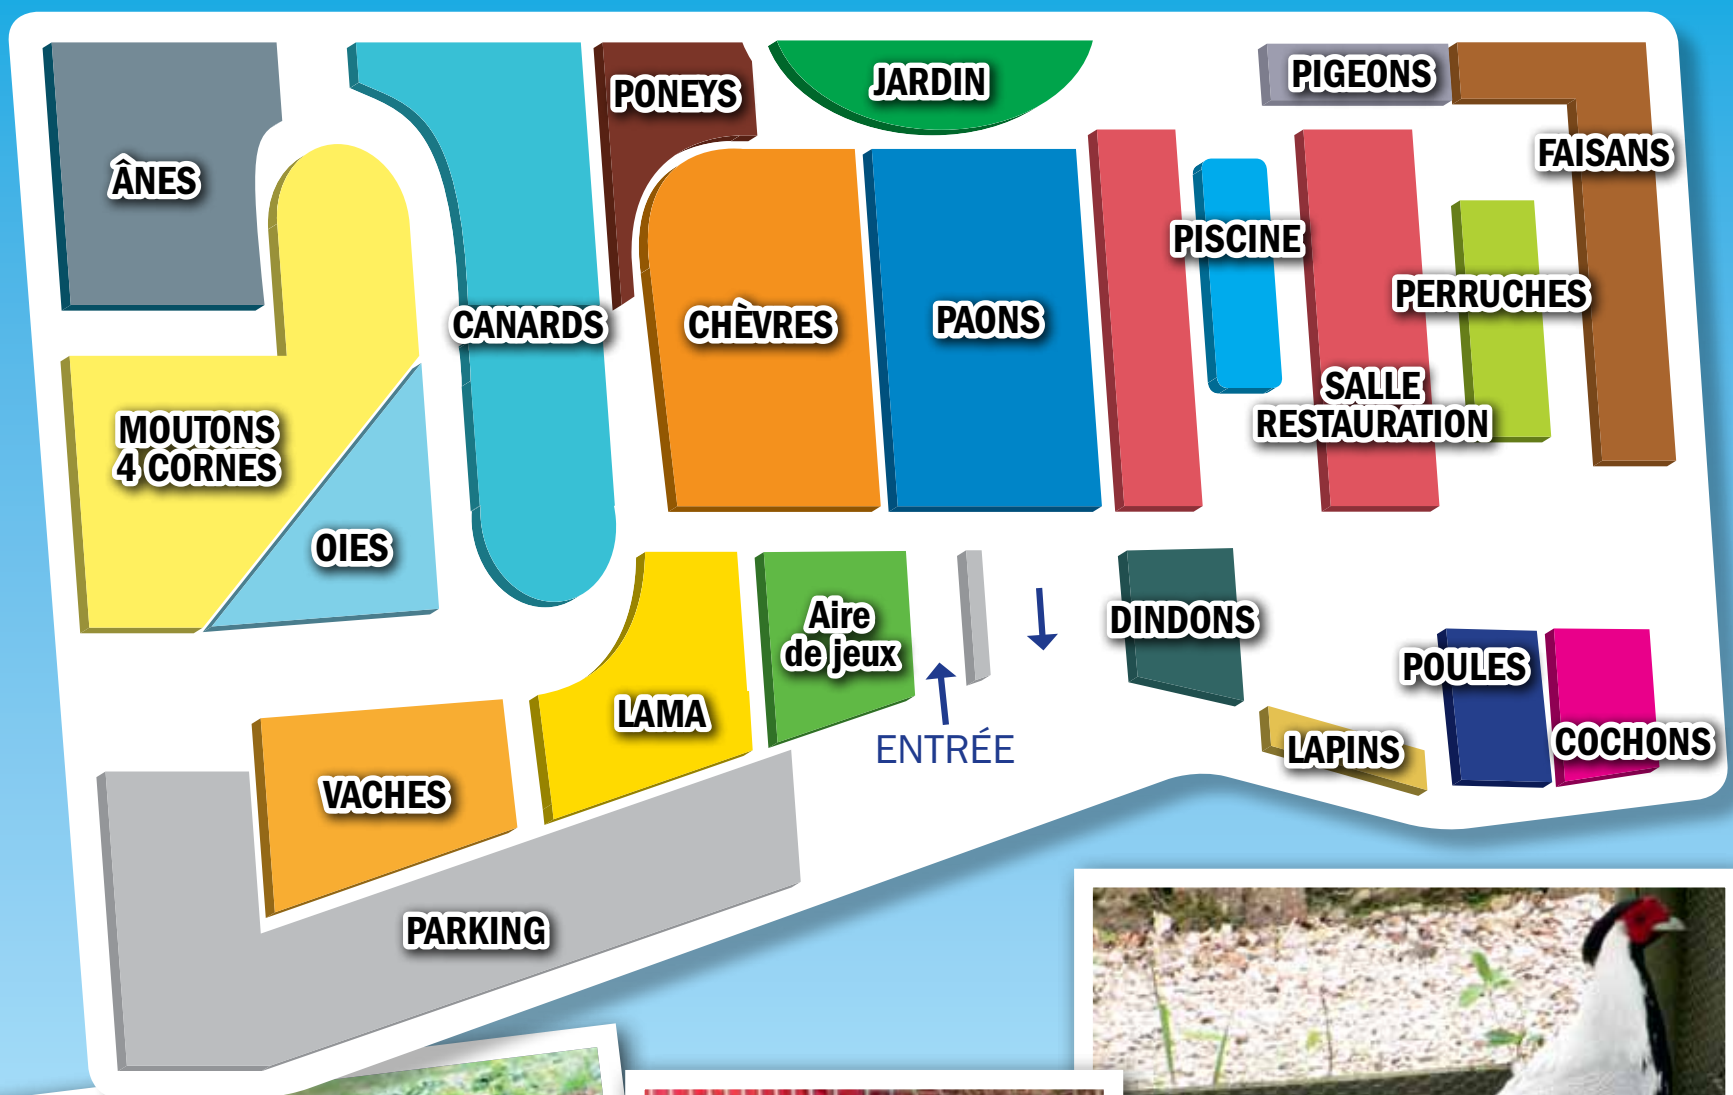 PONEYS
JARDIN
PIGEONS
ÂNES
FAISANS
PISCINE
CANARDS
CHÈVRES
PAONS
PERRUCHES
SALLE
RESTAURATION
MOUTONS
4 CORNES
OIES
Aire
de jeux
DINDONS
LAMA
ENTRÉE
POULES
COCHONS
LAPINS
VACHES
PARKING